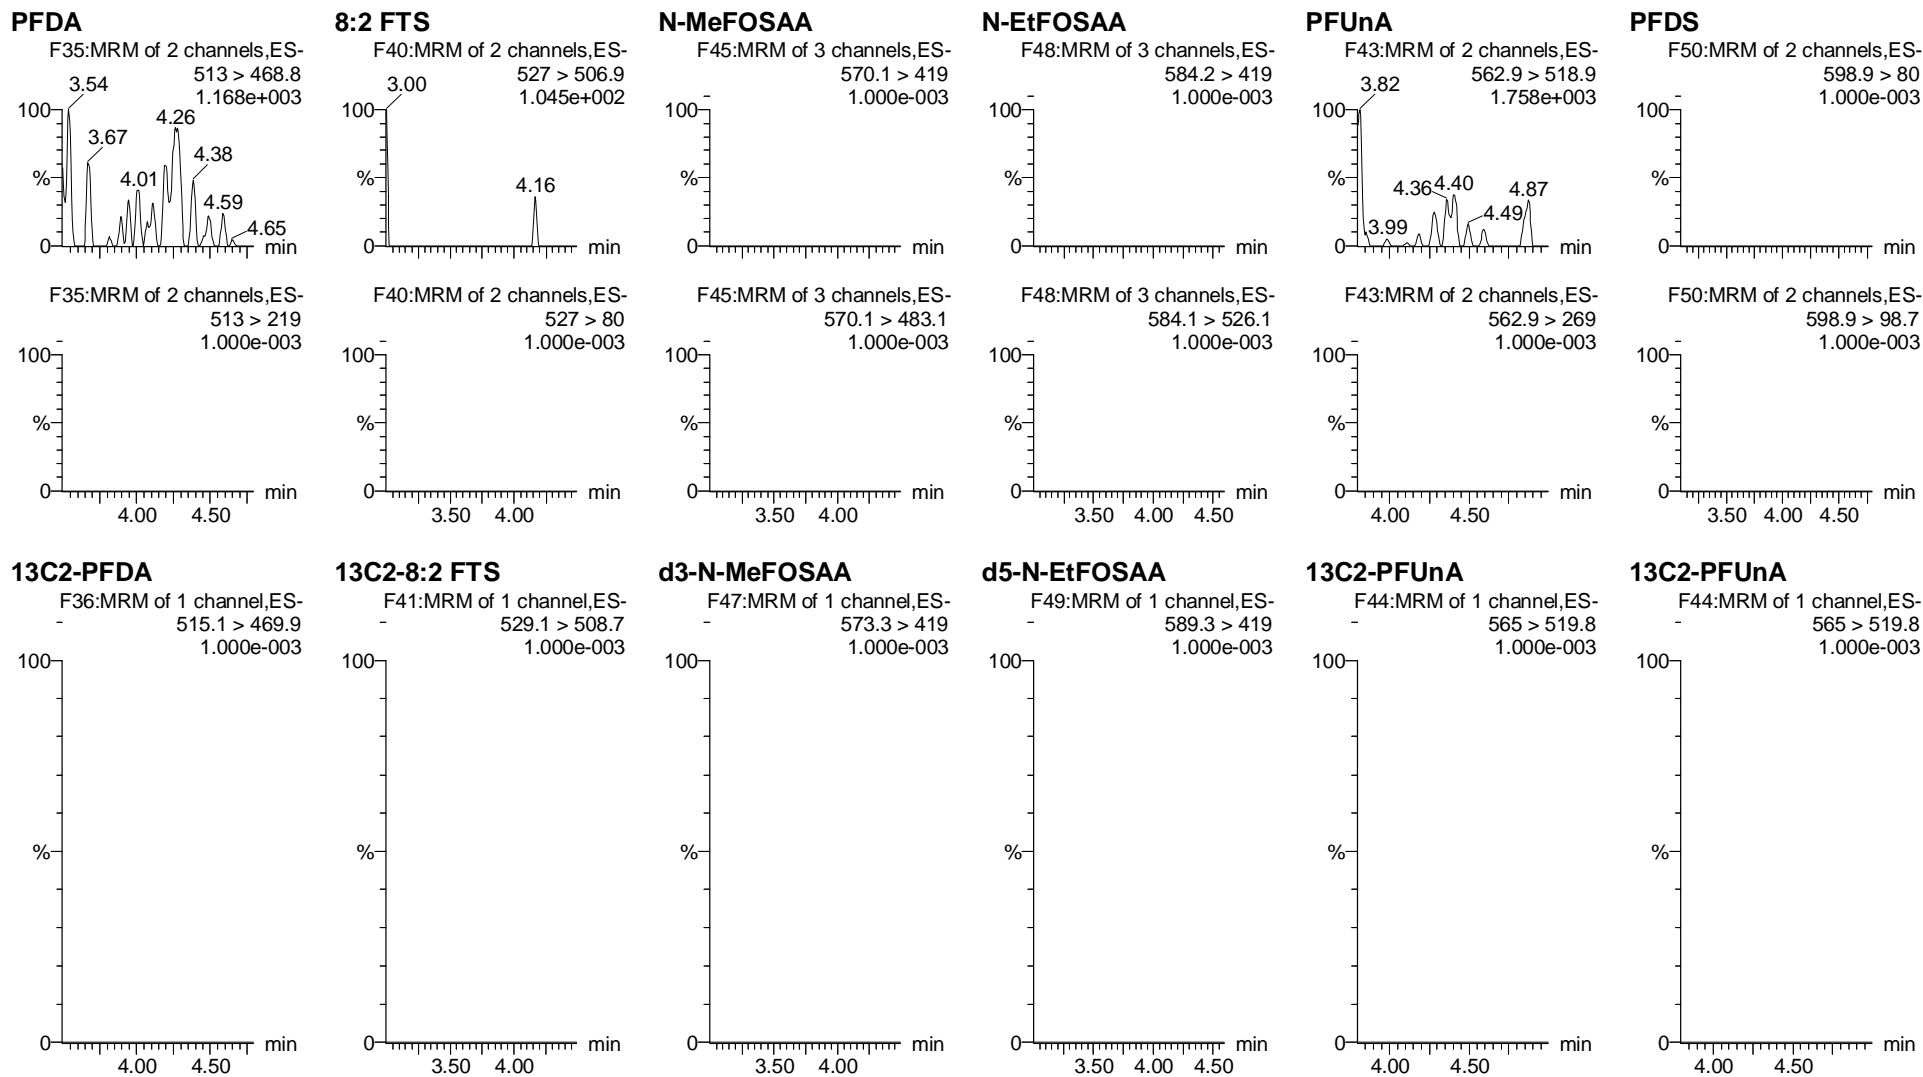 PFDA 8:2 FTS N-MeFOSAA N-EtFOSAA PFUnA PFDS
F35:MRM of 2 channels,ES- F40:MRM of 2 channels,ES- F45:MRM of 3 channels,ES- F48:MRM of 3 channels,ES- F43:MRM of 2 channels,ES- F50:MRM of 2 channels,ES-
513 > 468.8 527 > 506.9 570.1 > 419 584.2 > 419 562.9 > 518.9 598.9 > 80
1.168e+003 1.045e+002 1.000e-003 1.000e-003 1.758e+003 1.000e-003
3.54 3.00 3.82
100 100 100 100 100 100
3.67 4.26 4.38 4.01 4.59 4.65 4.16 4.36 4.40 4.87 4.49 3.99
% % % % % %
0 min 0 min 0 min 0 min 0 min 0 min
F35:MRM of 2 channels,ES- F40:MRM of 2 channels,ES- F45:MRM of 3 channels,ES- F48:MRM of 3 channels,ES- F43:MRM of 2 channels,ES- F50:MRM of 2 channels,ES-
513 > 219 527 > 80 570.1 > 483.1 584.1 > 526.1 562.9 > 269 598.9 > 98.7
1.000e-003 1.000e-003 1.000e-003 1.000e-003 1.000e-003 1.000e-003
100 100 100 100 100 100
% % % % % %
0 min 0 min 0 min 0 min 0 min 0 min
4.00 4.50 3.50 4.00 3.50 4.00 3.50 4.00 4.50 4.00 4.50 3.50 4.00 4.50
13C2-PFDA 13C2-8:2 FTS d3-N-MeFOSAA d5-N-EtFOSAA 13C2-PFUnA 13C2-PFUnA
F36:MRM of 1 channel,ES- F41:MRM of 1 channel,ES- F47:MRM of 1 channel,ES- F49:MRM of 1 channel,ES- F44:MRM of 1 channel,ES- F44:MRM of 1 channel,ES-
515.1 > 469.9 529.1 > 508.7 573.3 > 419 589.3 > 419 565 > 519.8 565 > 519.8
1.000e-003 1.000e-003 1.000e-003 1.000e-003 1.000e-003 1.000e-003
100 100 100 100 100 100
% % % % % %
0 min 0 min 0 min 0 min 0 min 0 min
4.00 4.50 3.50 4.00 3.50 4.00 3.50 4.00 4.50 4.00 4.50 4.00 4.50